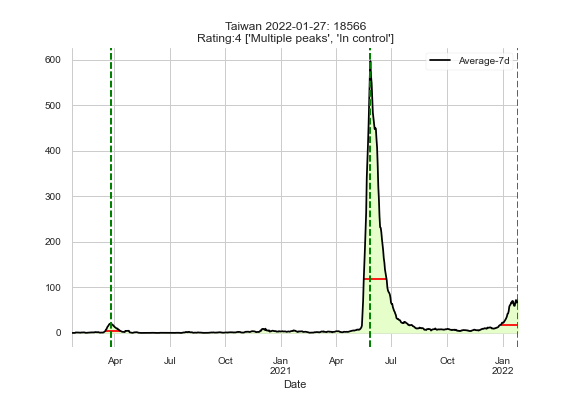 Taiwan 2022-01-27: 18566
Rating:4 ['Multiple peaks', 'In control']
Average-7d
600
500
400
300
200
100
0
Apr Jul Oct Jan Apr Jul Oct Jan
2021 2022
Date